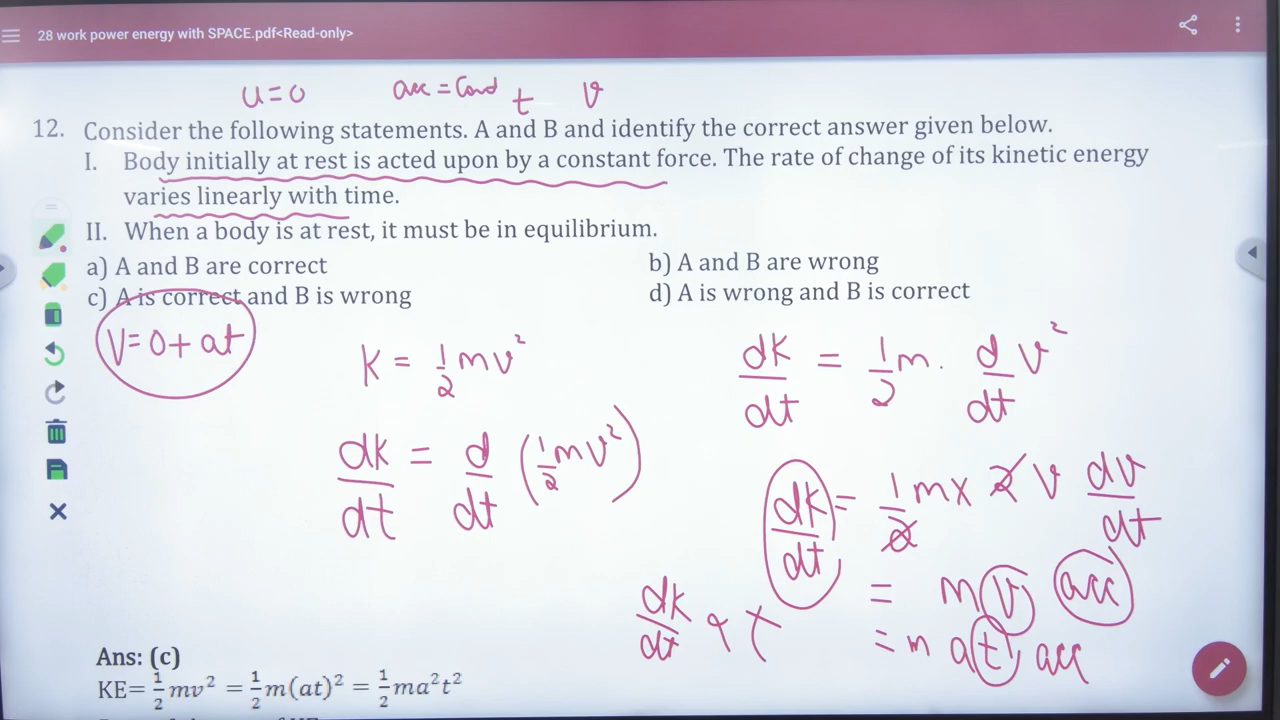 28 work power energy with SPACE.pdf<Read-only>
u=0 acc = Const t v
12. Consider the following statements. A and B and identify the correct answer given below.
I. Body initially at rest is acted upon by a constant force. The rate of change of its kinetic energy
varies linearly with time.
II. When a body is at rest, it must be in equilibrium.
a) A and B are correct b) A and B are wrong
c) A is correct and B is wrong d) A is wrong and B is correct
V=0+at
K = 1/2 mv²
dk/dt = 1/2 m. d/dt v²
dk/dt = d/dt (1/2 mv²)
dk/dt = 1/2 m x 2 v dv/dt
= m v acc
dk/dt ∝ t
= m at, acc
Ans: (c)
KE= 1/2 mv² = 1/2 m(at)² = 1/2 ma²t²